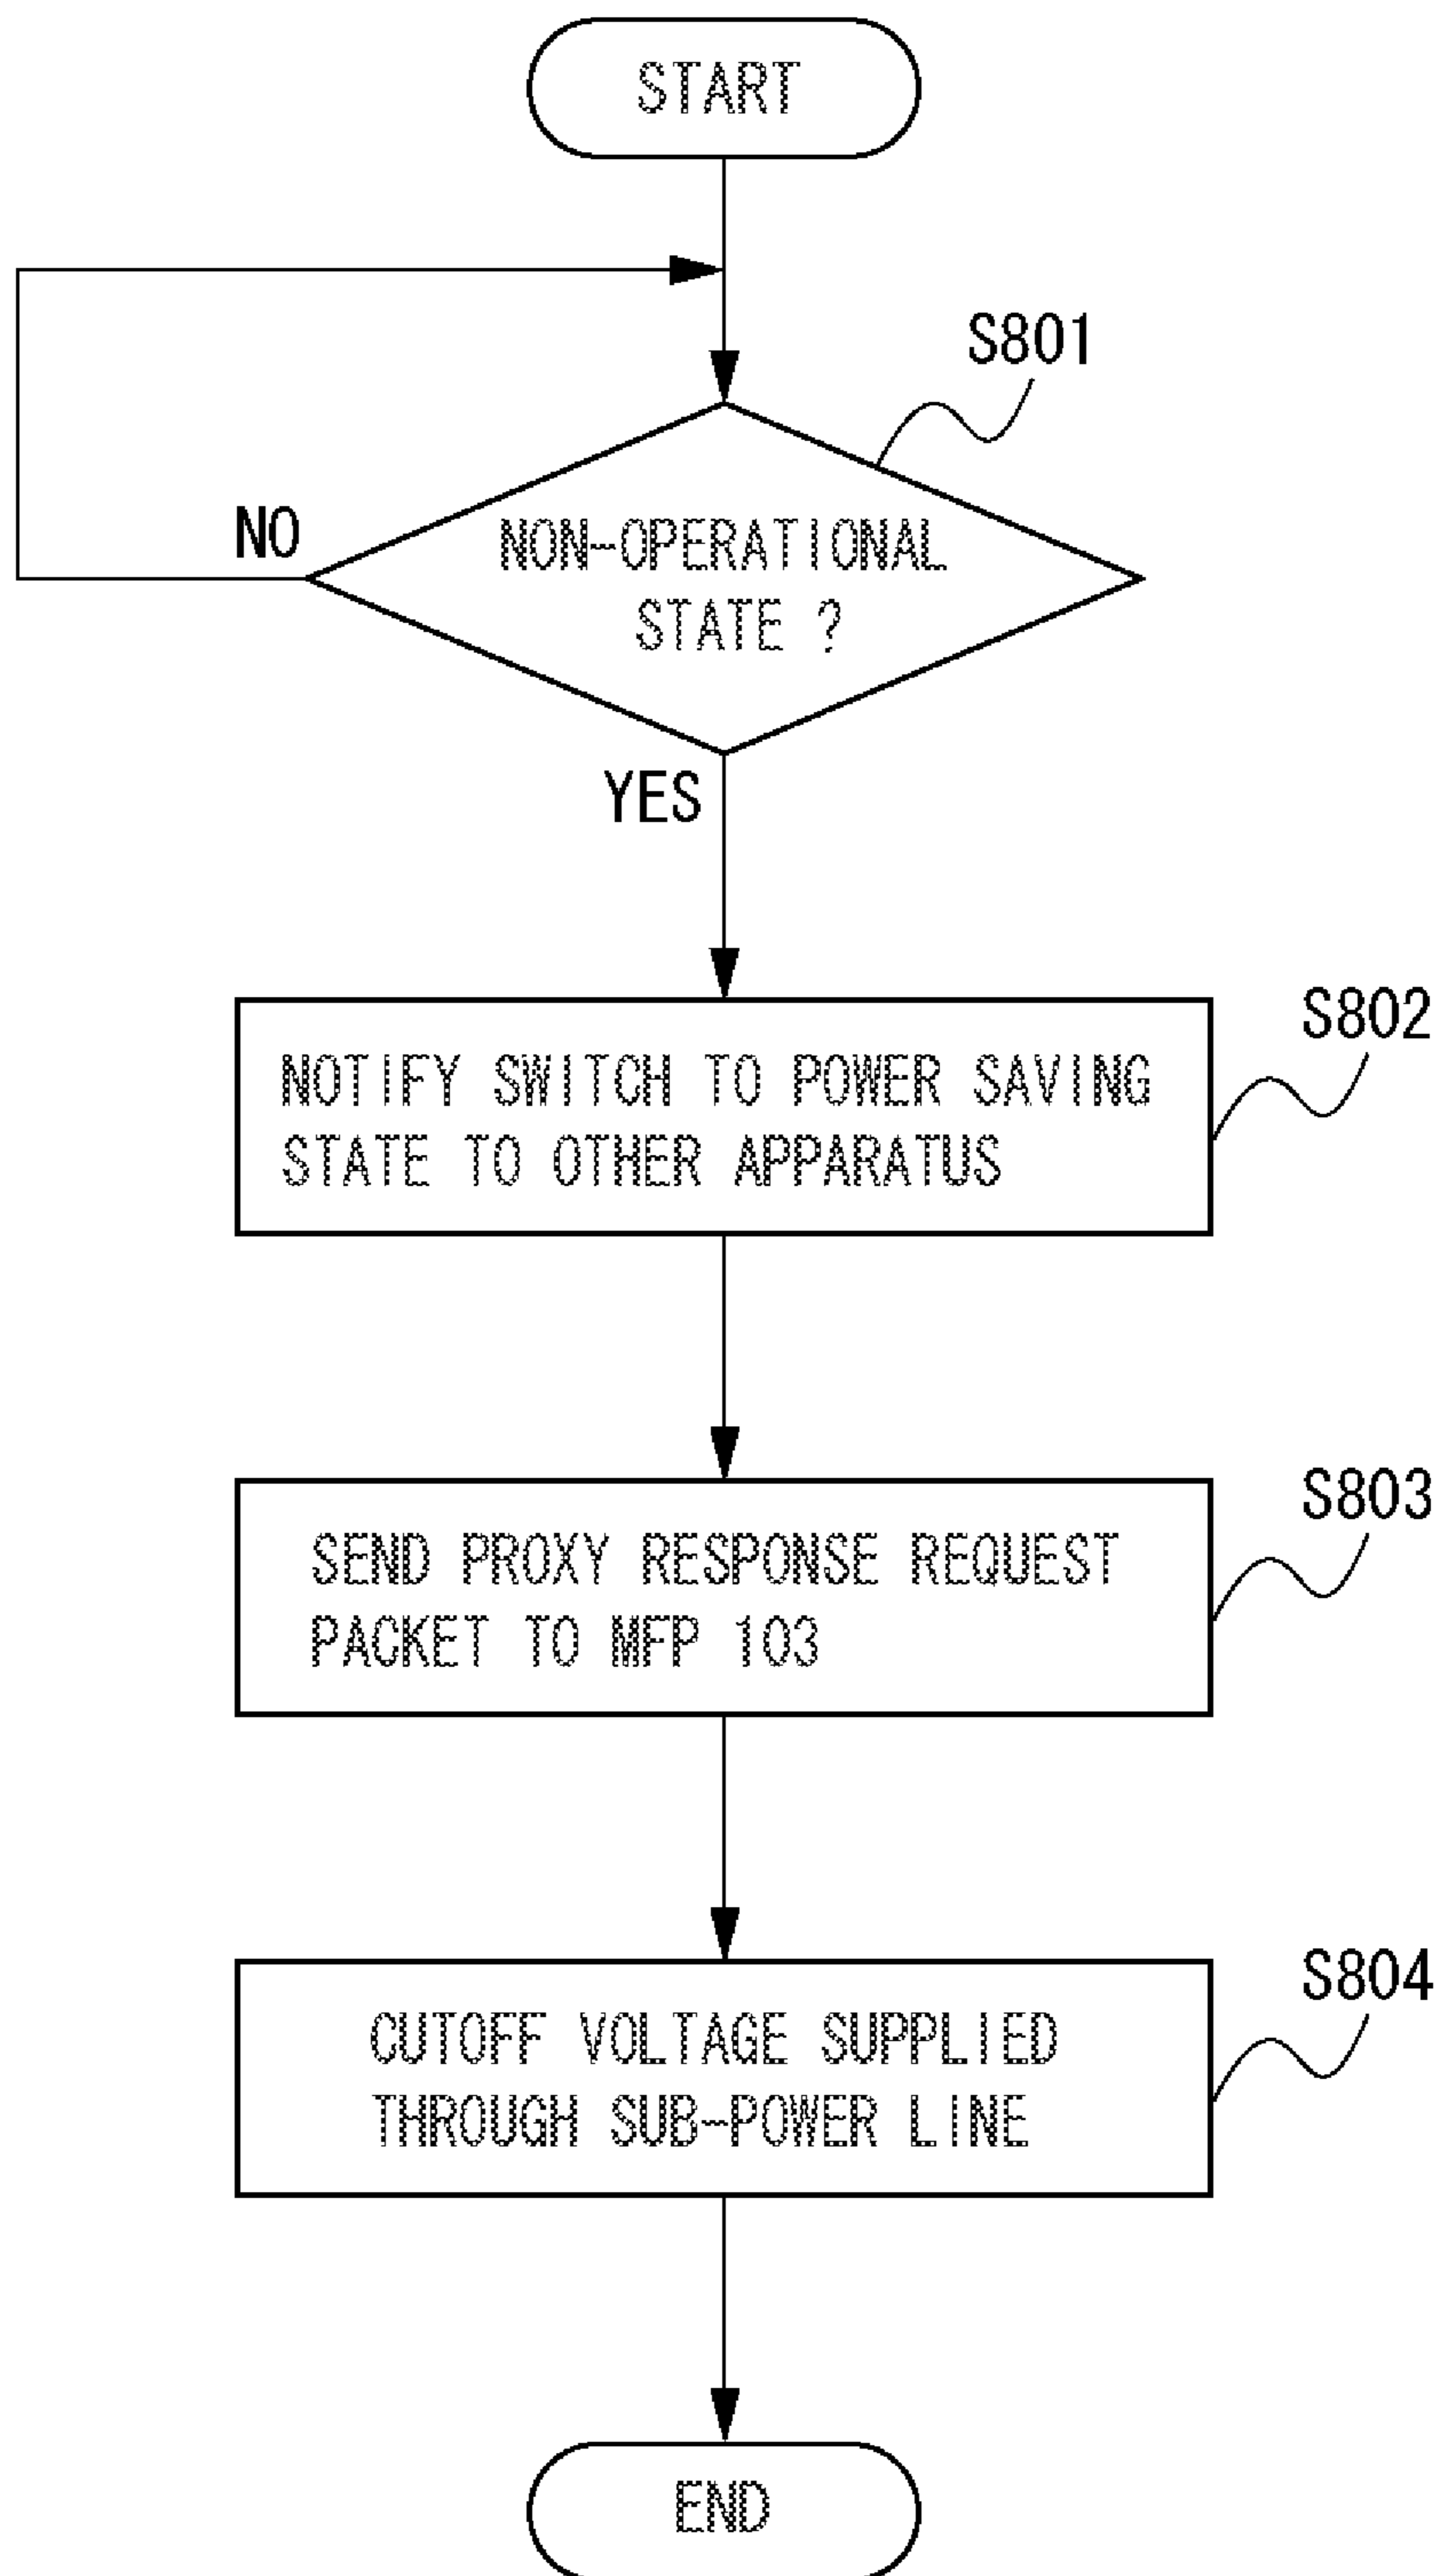 START
S801
NO
NON-OPERATIONAL
STATE ?
YES
S802
NOTIFY SWITCH TO POWER SAVING
STATE TO OTHER APPARATUS
S803
SEND PROXY RESPONSE REQUEST
PACKET TO MFP 103
S804
CUTOFF VOLTAGE SUPPLIED
THROUGH SUB-POWER LINE
END